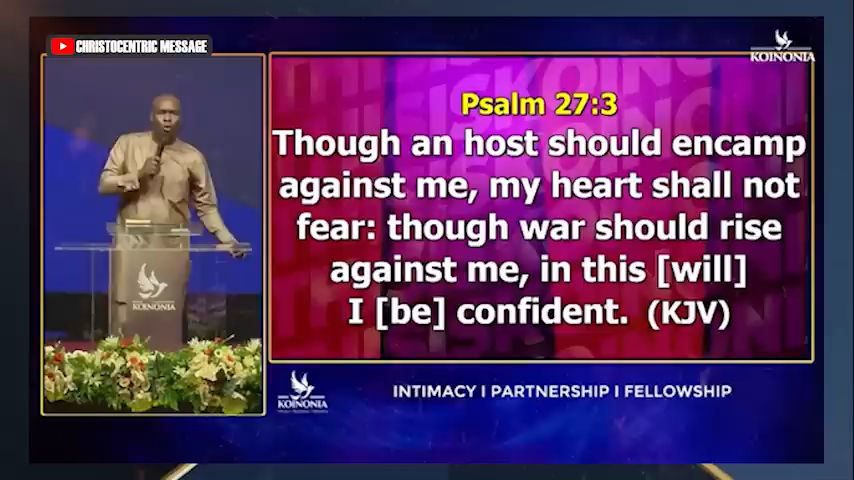 CHRISTOCENTRIC MESSAGE
KOINONIA
Psalm 27:3
Though an host should encamp
against me, my heart shall not
fear: though war should rise
against me, in this [will]
I [be] confident. (KJV)
KOINONIA
KOINONIA
INTIMACY I PARTNERSHIP I FELLOWSHIP